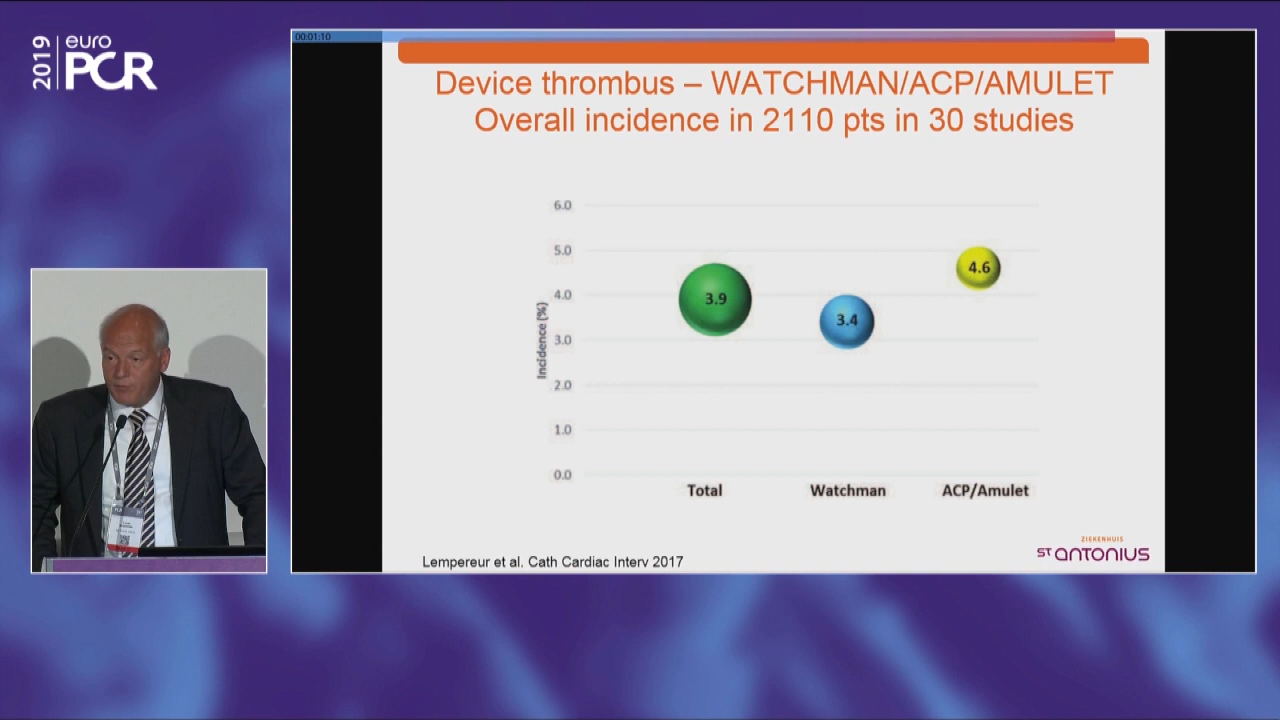 2019
euro
PCR
00:01:10
Device thrombus – WATCHMAN/ACP/AMULET
Overall incidence in 2110 pts in 30 studies
6.0
5.0
4.0
3.0
2.0
1.0
0.0
Incidence (%)
3.9
3.4
4.6
Total
Watchman
ACP/Amulet
Lempereur et al. Cath Cardiac Interv 2017
ZIEKENHUIS
ST ANTONIUS